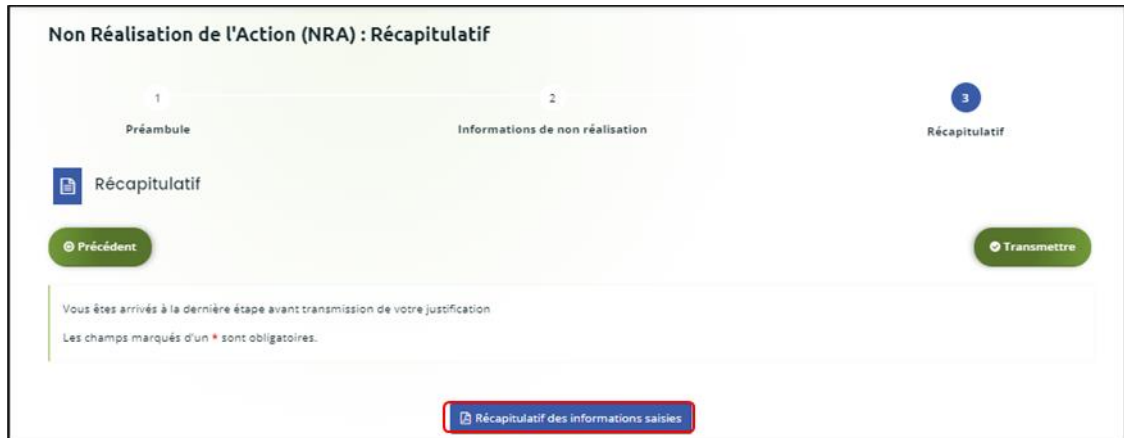 Non Réalisation de l'Action (NRA) : Récapitulatif
1
2
3
Préambule
Informations de non réalisation
Récapitulatif
Récapitulatif
Précédent
Transmettre
Vous êtes arrivés à la dernière étape avant transmission de votre justification
Les champs marqués d'un * sont obligatoires.
Récapitulatif des informations saisies